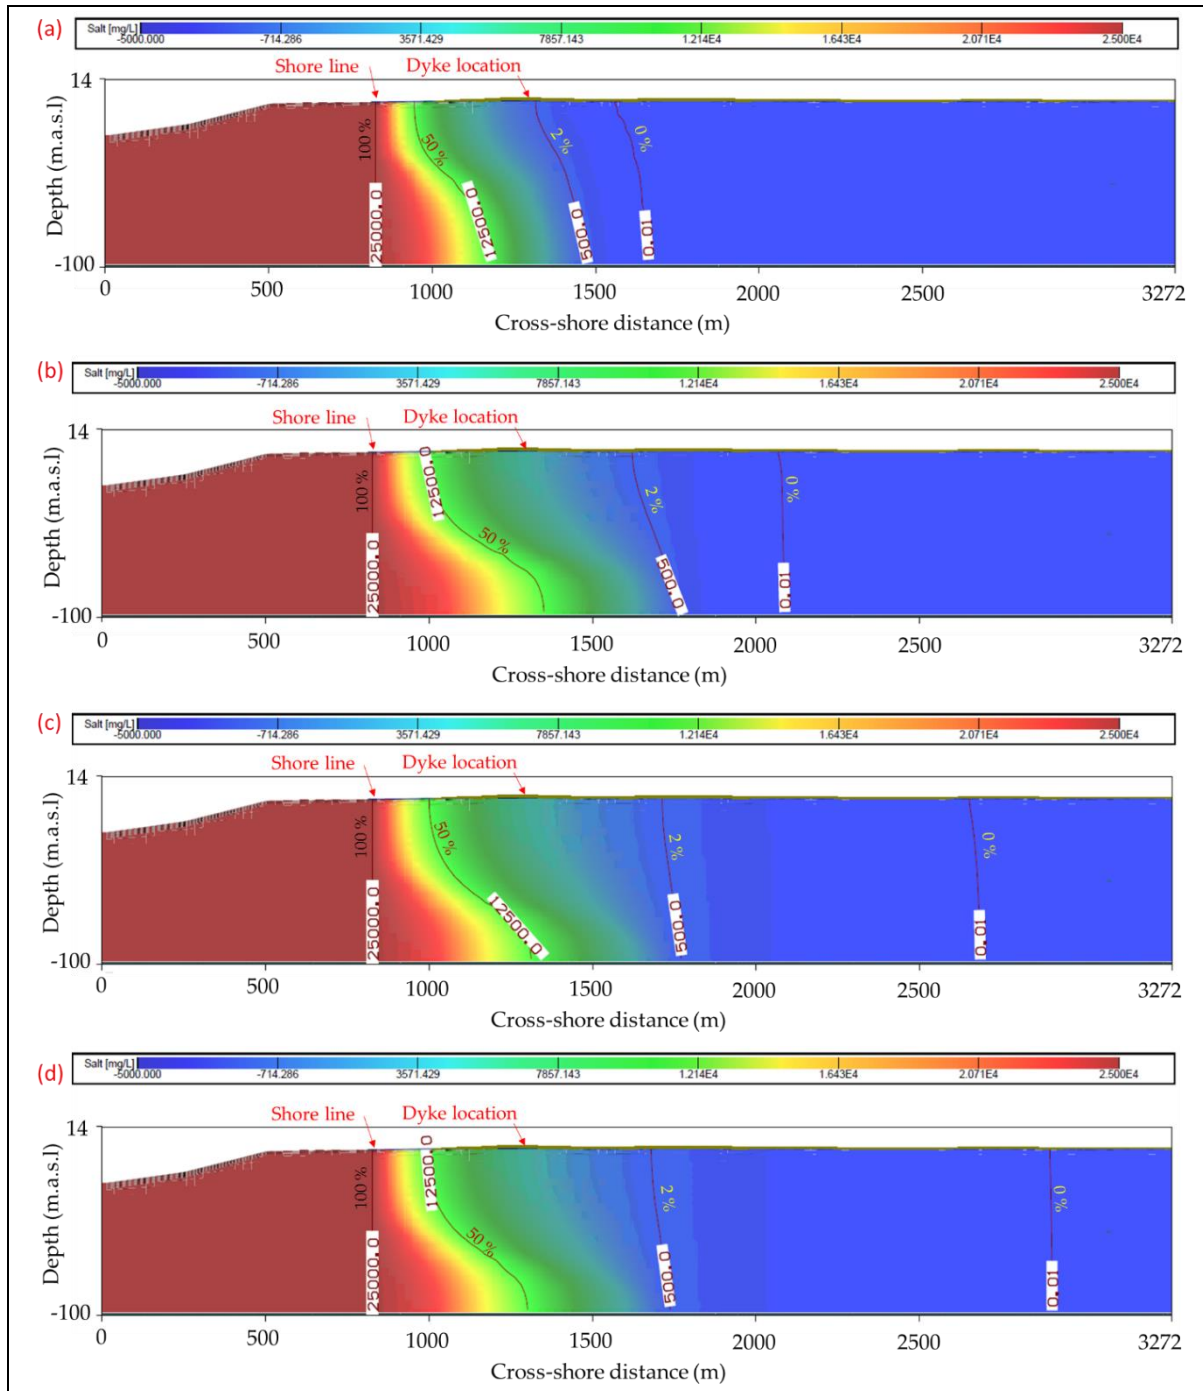 (a)
Salt [mg/L]
-5000.000 -714.286 3571.429 7857.143 1.214E4 1.643E4 2.071E4 2.500E4
Shore line Dyke location
14
Depth (m.a.s.l)
-100
100 %
25000.0
50 %
12500.0
2 %
500.0
0 %
0.01
0 500 1000 1500 2000 2500 3272
Cross-shore distance (m)
(b)
Salt [mg/L]
-5000.000 -714.286 3571.429 7857.143 1.214E4 1.643E4 2.071E4 2.500E4
Shore line Dyke location
14
Depth (m.a.s.l)
-100
100 %
25000.0
12500.0
50 %
2 %
500.0
0 %
0.01
0 500 1000 1500 2000 2500 3272
Cross-shore distance (m)
(c)
Salt [mg/L]
-5000.000 -714.286 3571.429 7857.143 1.214E4 1.643E4 2.071E4 2.500E4
Shore line Dyke location
14
Depth (m.a.s.l)
-100
100 %
25000.0
50 %
12500.0
2 %
500.0
0 %
0.01
0 500 1000 1500 2000 2500 3272
Cross-shore distance (m)
(d)
Salt [mg/L]
-5000.000 -714.286 3571.429 7857.143 1.214E4 1.643E4 2.071E4 2.500E4
Shore line Dyke location
14
Depth (m.a.s.l)
-100
100 %
25000.0
12500.0
50 %
2 %
500.0
0 %
0.01
0 500 1000 1500 2000 2500 3272
Cross-shore distance (m)